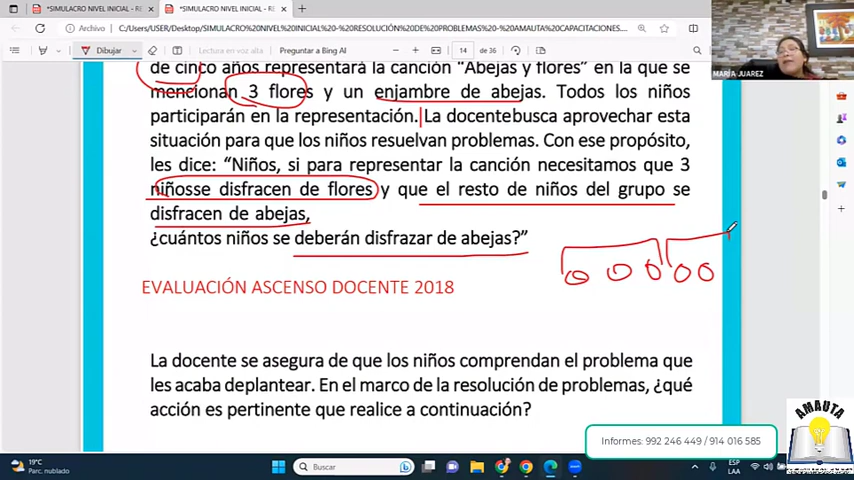 *SIMULACRO NIVEL INICIAL - RE
*SIMULACRO NIVEL INICIAL - RES
Archivo
C:/Users/USER/Desktop/SIMULACRO%20NIVEL%20INICIAL%20-%20RESOLUCIÓN%20DE%20PROBLEMAS%20-%20AMAUTA%20CAPACITACIONES...
Dibujar
Lectura en voz alta
Preguntar a Bing AI
14
de 36
MARÍA JUAREZ
de cinco años representará la canción “Abejas y flores” en la que se
mencionan 3 flores y un enjambre de abejas. Todos los niños
participarán en la representación. La docentebusca aprovechar esta
situación para que los niños resuelvan problemas. Con ese propósito,
les dice: “Niños, si para representar la canción necesitamos que 3
niñosse disfracen de flores y que el resto de niños del grupo se
disfracen de abejas,
¿cuántos niños se deberán disfrazar de abejas?”
EVALUACIÓN ASCENSO DOCENTE 2018
La docente se asegura de que los niños comprendan el problema que
les acaba deplantear. En el marco de la resolución de problemas, ¿qué
acción es pertinente que realice a continuación?
AMAUTA
Informes: 992 246 449 / 914 016 585
19°C
Parc. nublado
Buscar
ESP
LAA